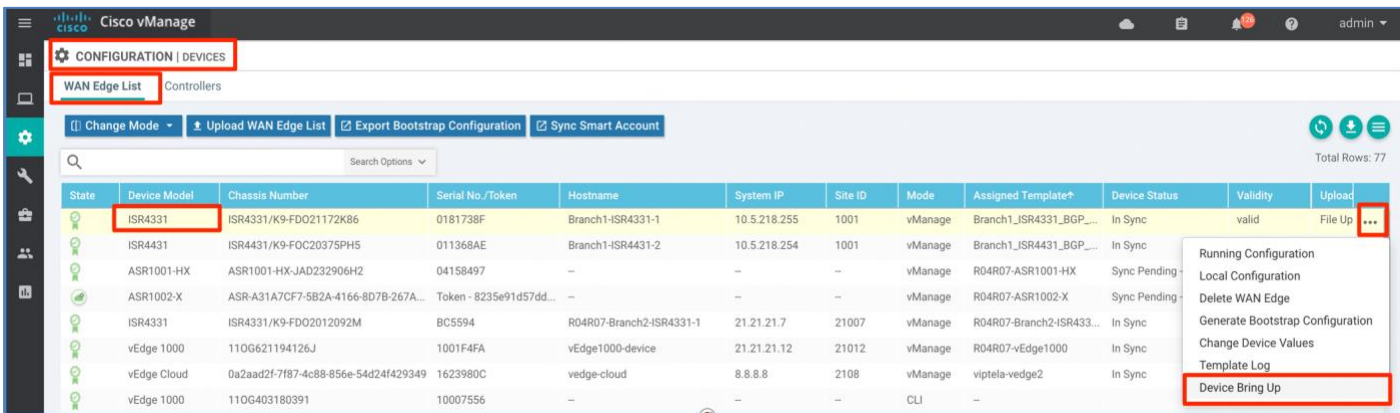 cisco Cisco vManage 126 admin
CONFIGURATION | DEVICES
WAN Edge List Controllers
Change Mode Upload WAN Edge List Export Bootstrap Configuration Sync Smart Account
Search Options Total Rows: 77
State Device Model Chassis Number Serial No./Token Hostname System IP Site ID Mode Assigned Template↑ Device Status Validity Upload
ISR4331 ISR4331/K9-FDO21172K86 0181738F Branch1-ISR4331-1 10.5.218.255 1001 vManage Branch1_ISR4331_BGP_... In Sync valid File Up ...
ISR4431 ISR4431/K9-FOC20375PH5 011368AE Branch1-ISR4431-2 10.5.218.254 1001 vManage Branch1_ISR4431_BGP_... In Sync
ASR1001-HX ASR1001-HX-JAD232906H2 04158497 -- -- -- vManage R04R07-ASR1001-HX Sync Pending -
ASR1002-X ASR-A31A7CF7-5B2A-4166-8D7B-267A... Token - 8235e91d57dd... -- -- -- vManage R04R07-ASR1002-X Sync Pending -
ISR4331 ISR4331/K9-FDO2012092M BC5594 R04R07-Branch2-ISR4331-1 21.21.21.7 21007 vManage R04R07-Branch2-ISR433... In Sync
vEdge 1000 110G621194126J 1001F4FA vEdge1000-device 21.21.21.12 21012 vManage R04R07-vEdge1000 In Sync
vEdge Cloud 0a2aad2f-7f87-4c88-856e-54d24f429349 1623980C vedge-cloud 8.8.8.8 2108 vManage viptela-vedge2 In Sync
vEdge 1000 110G403180391 10007556 -- -- -- CLI --
Running Configuration
Local Configuration
Delete WAN Edge
Generate Bootstrap Configuration
Change Device Values
Template Log
Device Bring Up